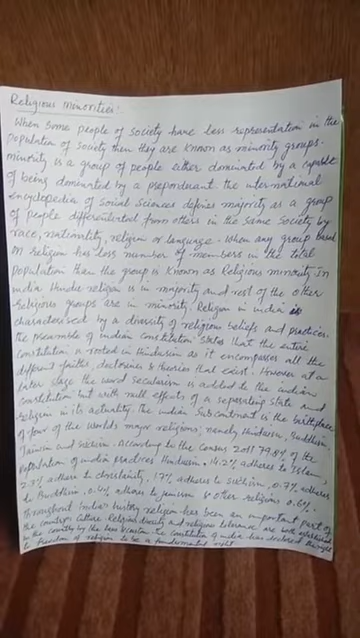 Religious Minorities:
When Some people of Society have less representation in the
population of Society then they are known as minority groups.
minority is a group of people either dominated by a capable
of being dominated by a preponderant the international
encyclopedia of Social Sciences defines majority as a group
of people differentiated from others in the Same Society by
race, nationality, religion or language. When any group based
on religion has less number of members in the total
population then the group is known as Religious minority. In
india Hindu religion is in majority and rest of the other
religious groups are in minority. Religion in india is
characterised by a diversity of religious beliefs and practices.
the preamble of indian Constitution States that the entire
Constitution is rooted in Hinduism as it encompasses all the
different faiths, doctrines & theories that exist. However at a
later stage the word Secularism is added to the indian
Constitution but with null effects of a separating State and
religion in its actuality. The indian Subcontinent is the birthplace
of four of the worlds major religions; namely Hinduism, Buddhism,
Jainism and Sikhism. According to the Census 2011 79.8% of the
population of india practices Hinduism. 14.2% adheres to Islam,
2.3% adhere to christianity, 1.7% adheres to Sikhism, 0.7% adheres
to Buddhism, 0.4% adhere to jainism & other religions 0.6%.
throughout India's history religion has been an important part of
the country's Culture. Religious diversity and religious tolerance are both established
in the country by the law & custom. the constitution of india has declared the right
to freedom of religion to be a fundamental right